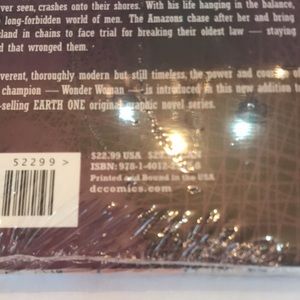 ver seen, crashes onto their shores. With his life hanging in the balance,
long-forbidden world of men. The Amazons chase after her and bring
land in chains to face trial for breaking their oldest law — staying
d that wronged them.
verent, thoroughly modern but still timeless, the power and
champion — Wonder Woman — is introduced in this new addition to
-selling EARTH ONE original graphic novel series.
52299 >
$22.99 USA
ISBN: 978-1-4012
Printed and Bound in the USA
dccomics.com